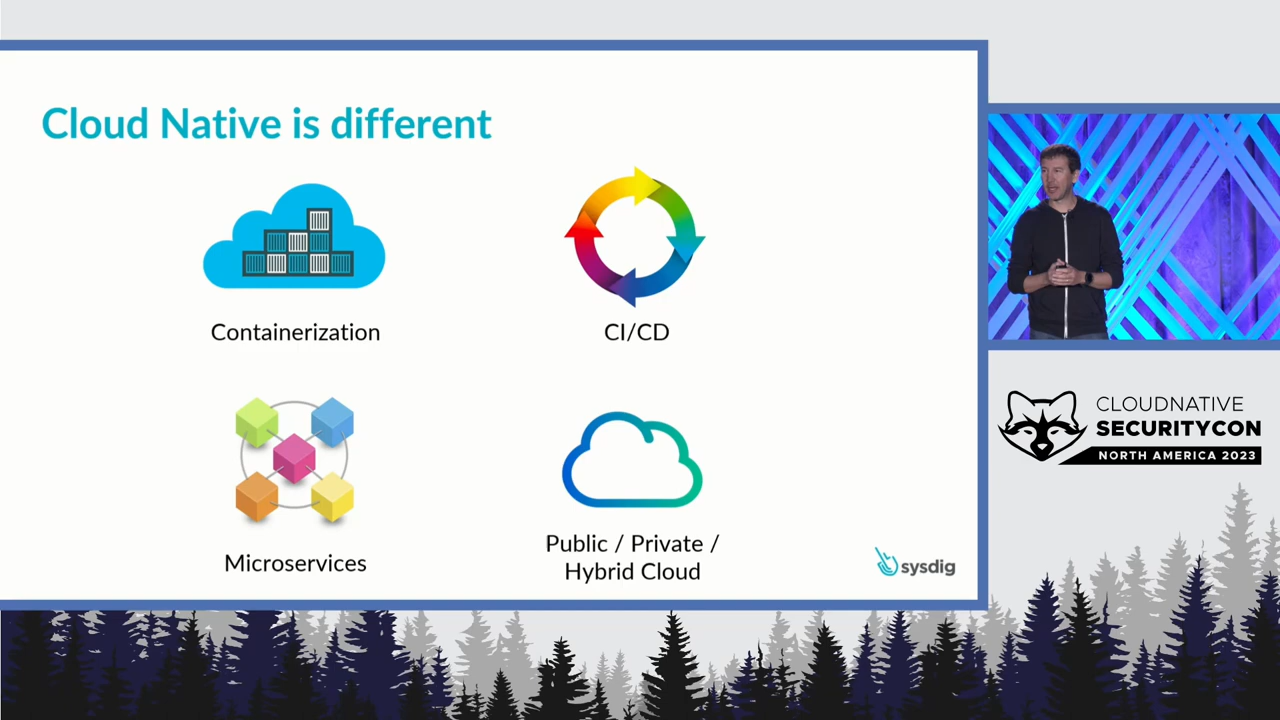 Cloud Native is different
Containerization
CI/CD
Microservices
Public / Private /
Hybrid Cloud
sysdig
CLOUDNATIVE
SECURITYCON
NORTH AMERICA 2023